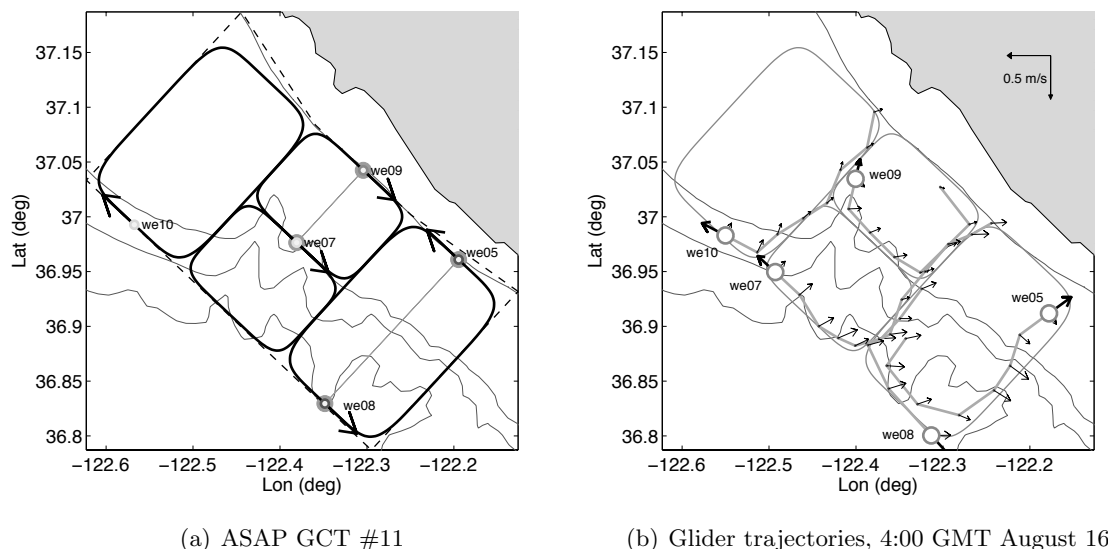 37.15
37.1
37.05
37
36.95
36.9
36.85
36.8
Lat (deg)
−122.6
−122.5
−122.4
−122.3
−122.2
Lon (deg)
we09
we10
we07
we05
we08
(a) ASAP GCT #11
37.15
37.1
37.05
37
36.95
36.9
36.85
36.8
Lat (deg)
−122.6
−122.5
−122.4
−122.3
−122.2
Lon (deg)
0.5 m/s
we09
we10
we07
we05
we08
(b) Glider trajectories, 4:00 GMT August 16